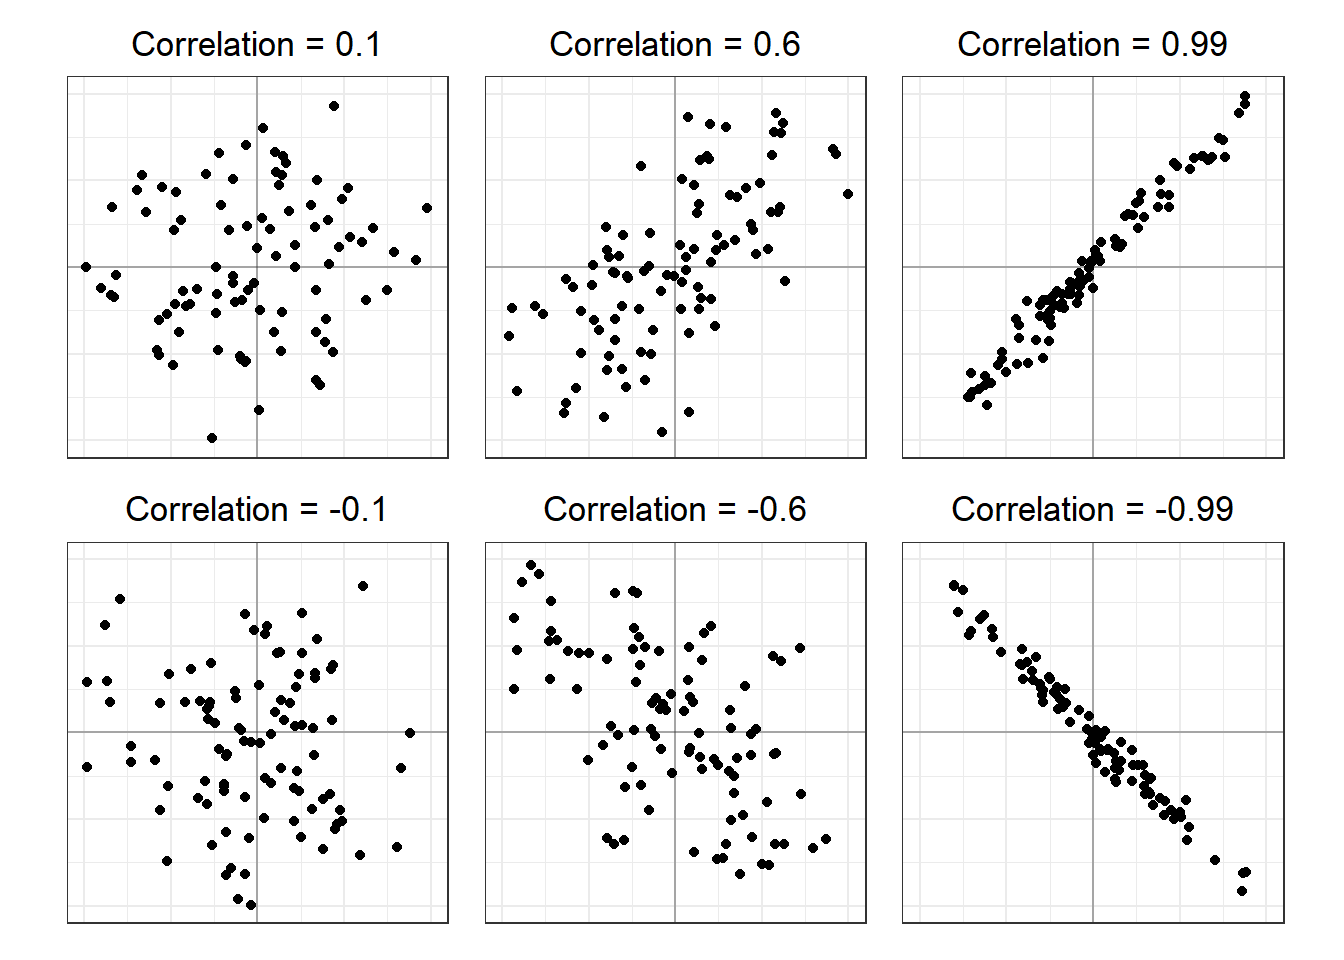 Correlation = 0.1
Correlation = 0.6
Correlation = 0.99
Correlation = -0.1
Correlation = -0.6
Correlation = -0.99